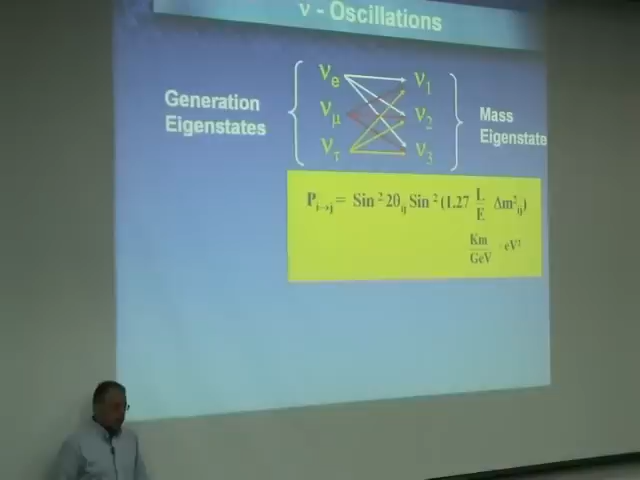 ν - Oscillations
Generation
Eigenstates
νe
νμ
ντ
ν1
ν2
ν3
Mass
Eigenstate
Pi→j = Sin² 2θij Sin² (1.27 L/E Δm²ij)
Km/GeV · eV²